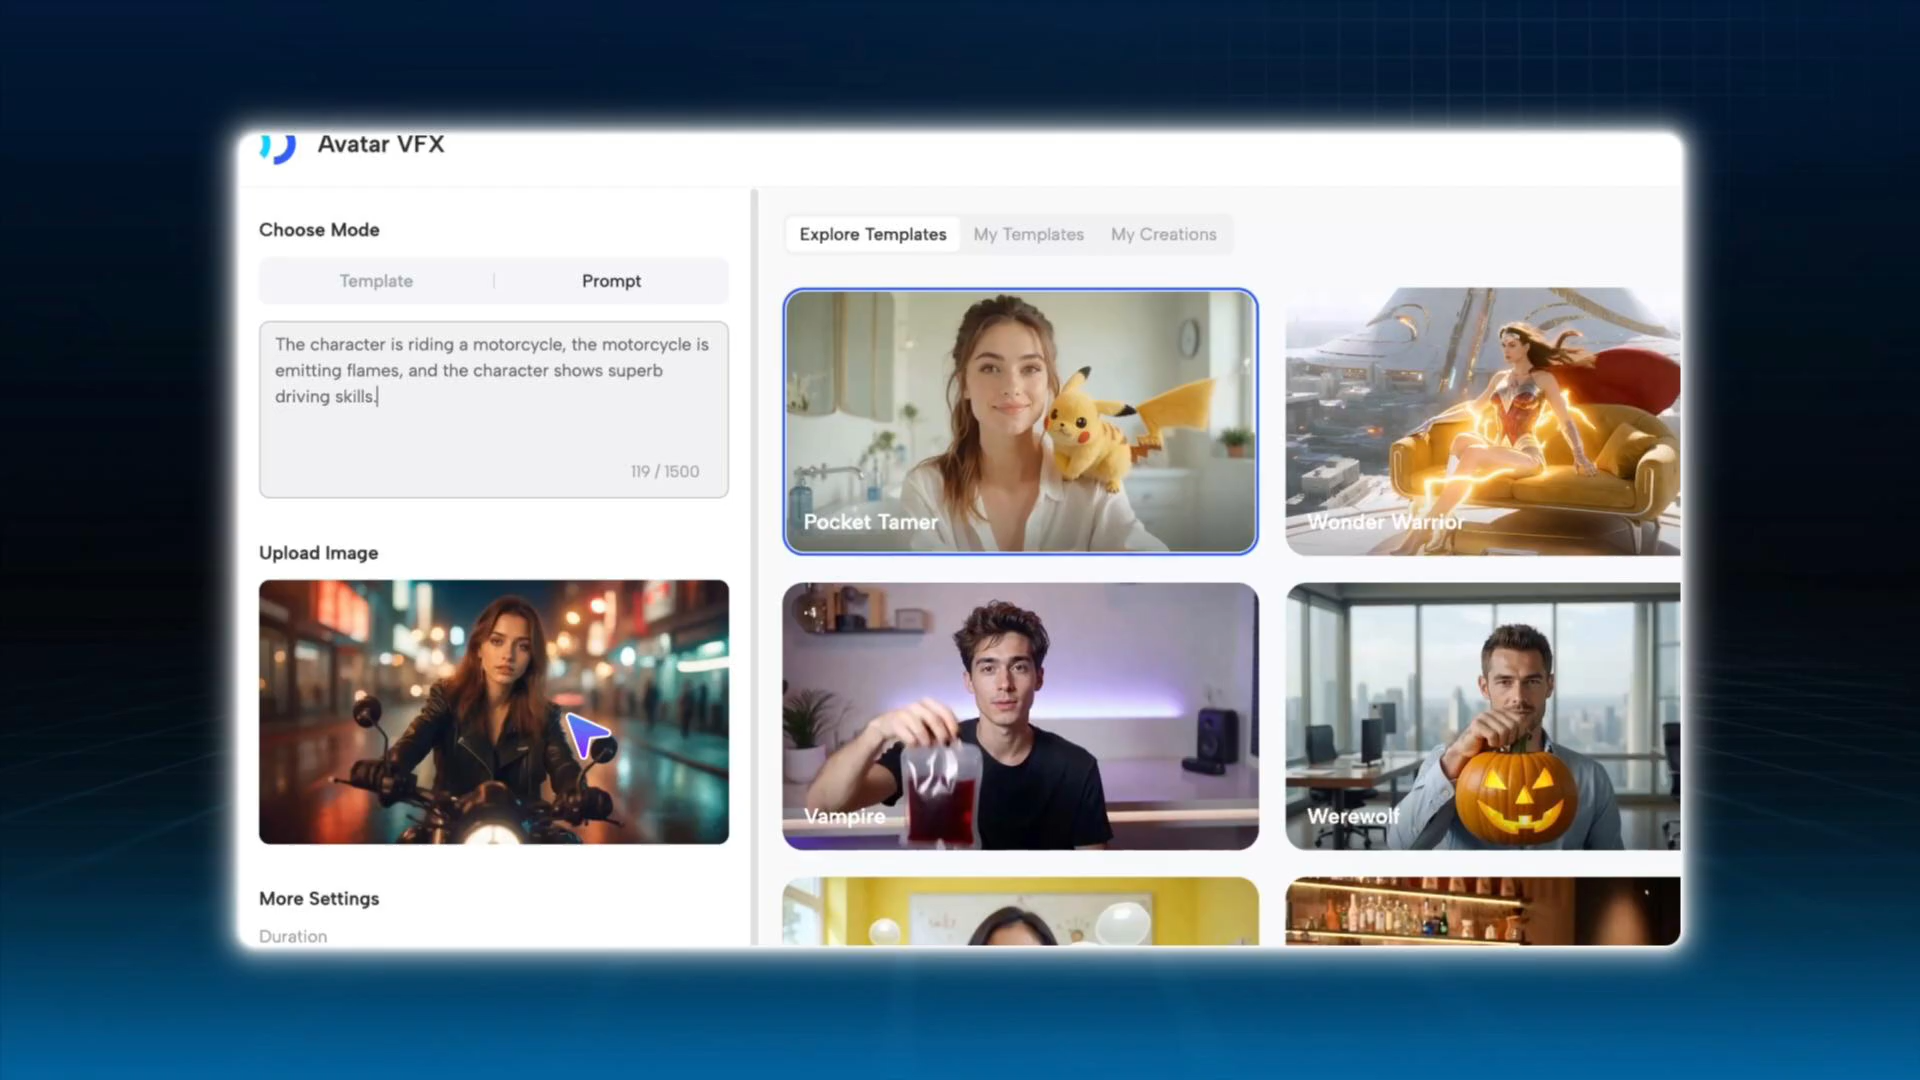 Avatar VFX
Choose Mode
Template
Prompt
The character is riding a motorcycle, the motorcycle is
emitting flames, and the character shows superb
driving skills.
119 / 1500
Upload Image
More Settings
Duration
Explore Templates
My Templates
My Creations
Pocket Tamer
Wonder Warrior
Vampire
Werewolf